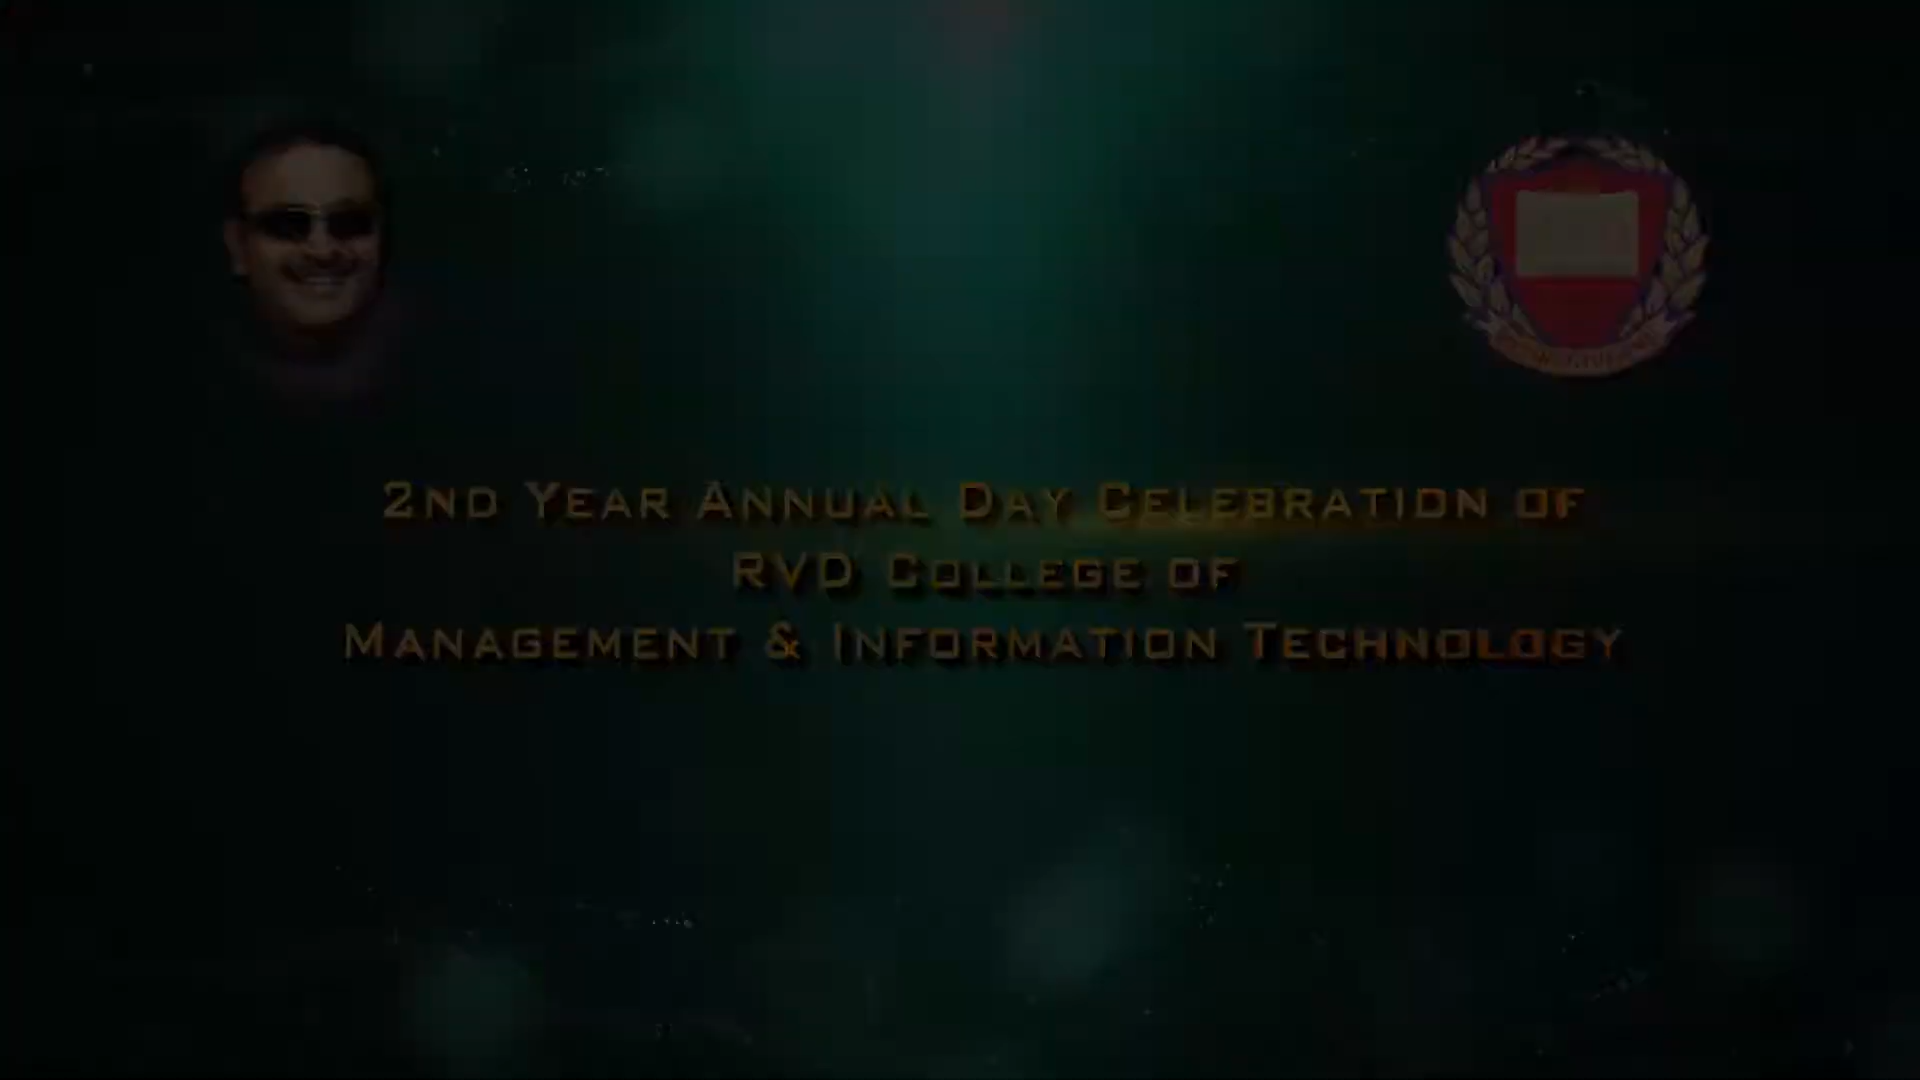 2nd Year Annual Day Celebration of
RVD College of
Management & Information Technology